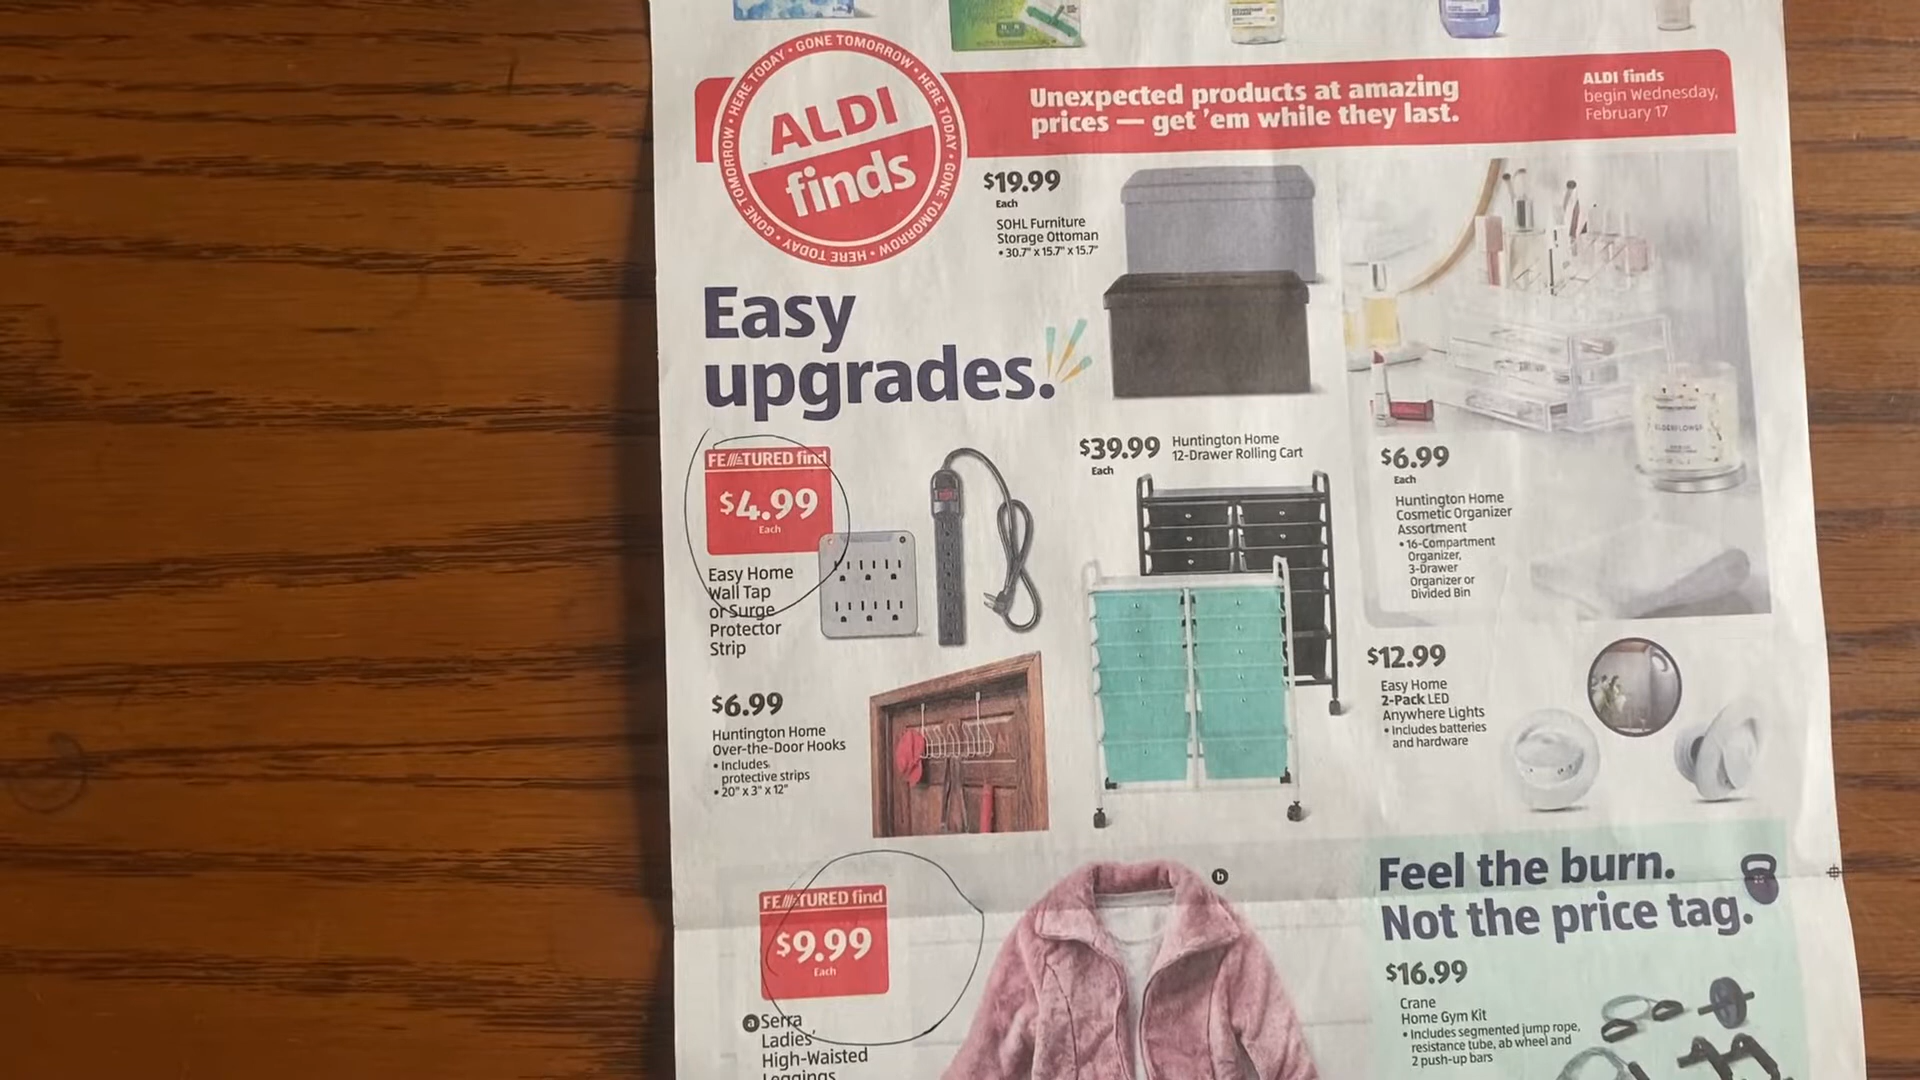 HERE TODAY • GONE TOMORROW • HERE TODAY • GONE TOMORROW • HERE TODAY • GONE TOMORROW •
ALDI
finds
Unexpected products at amazing
prices — get 'em while they last.
ALDI finds
begin Wednesday,
February 17
$19.99
Each
SOHL Furniture
Storage Ottoman
• 30.7" x 15.7" x 15.7"
Easy
upgrades.
FEATURED find
$4.99
Each
Easy Home
Wall Tap
or Surge
Protector
Strip
$39.99
Each
Huntington Home
12-Drawer Rolling Cart
ELDERFLOWER
$6.99
Each
Huntington Home
Cosmetic Organizer
Assortment
• 16-Compartment
Organizer,
3-Drawer
Organizer or
Divided Bin
$6.99
Huntington Home
Over-the-Door Hooks
• Includes
protective strips
• 20" x 3" x 12"
$12.99
Easy Home
2-Pack LED
Anywhere Lights
• Includes batteries
and hardware
FEATURED find
$9.99
Each
a Serra
Ladies'
High-Waisted
Leggings
b
Feel the burn.
Not the price tag.
$16.99
Crane
Home Gym Kit
• Includes segmented jump rope,
resistance tube, ab wheel and
2 push-up bars